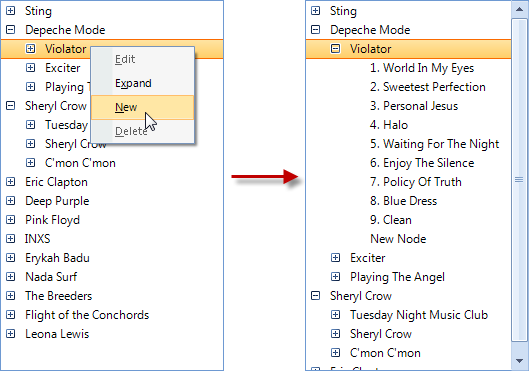 Sting
Depeche Mode
Violator
Exciter
Playing T
Sheryl Crow
Tuesday
Sheryl Crow
C'mon C'mon
Eric Clapton
Deep Purple
Pink Floyd
INXS
Erykah Badu
Nada Surf
The Breeders
Flight of the Conchords
Leona Lewis
Edit
Expand
New
Delete
Sting
Depeche Mode
Violator
1. World In My Eyes
2. Sweetest Perfection
3. Personal Jesus
4. Halo
5. Waiting For The Night
6. Enjoy The Silence
7. Policy Of Truth
8. Blue Dress
9. Clean
New Node
Exciter
Playing The Angel
Sheryl Crow
Tuesday Night Music Club
Sheryl Crow
C'mon C'mon
Eric Clapton